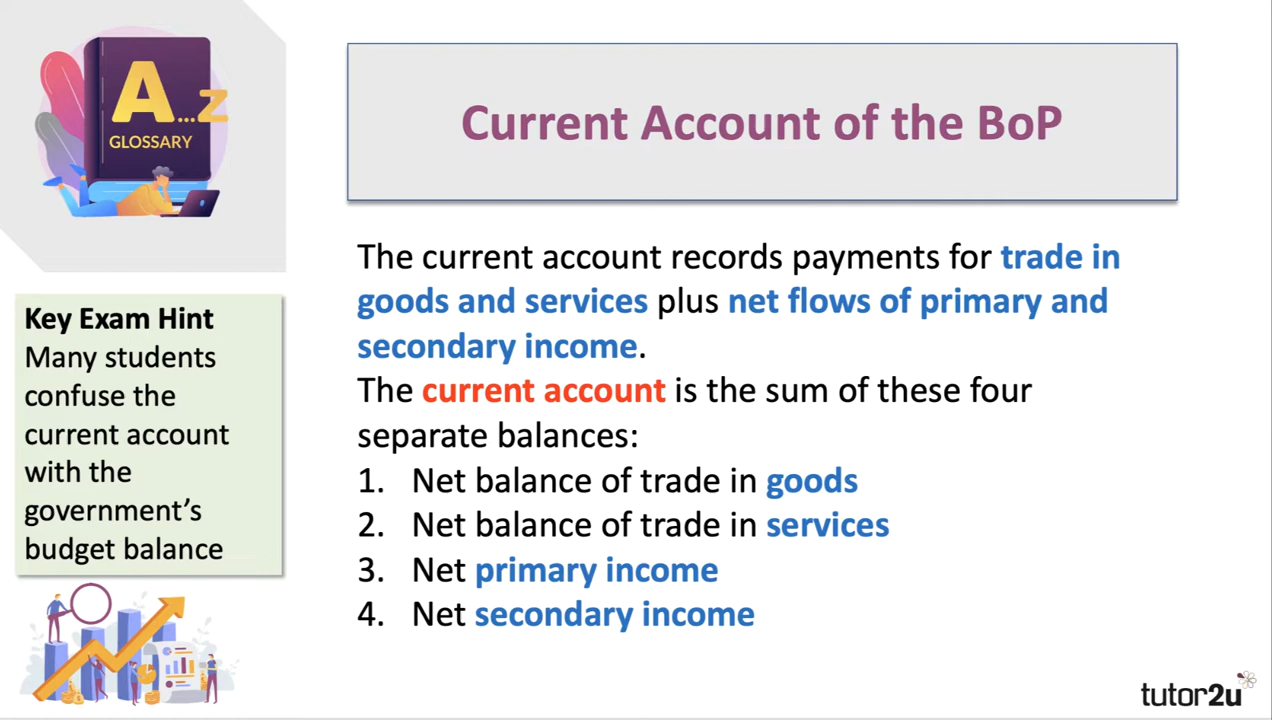 A...Z
GLOSSARY
Current Account of the BoP
The current account records payments for trade in
goods and services plus net flows of primary and
secondary income.
The current account is the sum of these four
separate balances:
1. Net balance of trade in goods
2. Net balance of trade in services
3. Net primary income
4. Net secondary income
Key Exam Hint
Many students
confuse the
current account
with the
government’s
budget balance
tutor2u